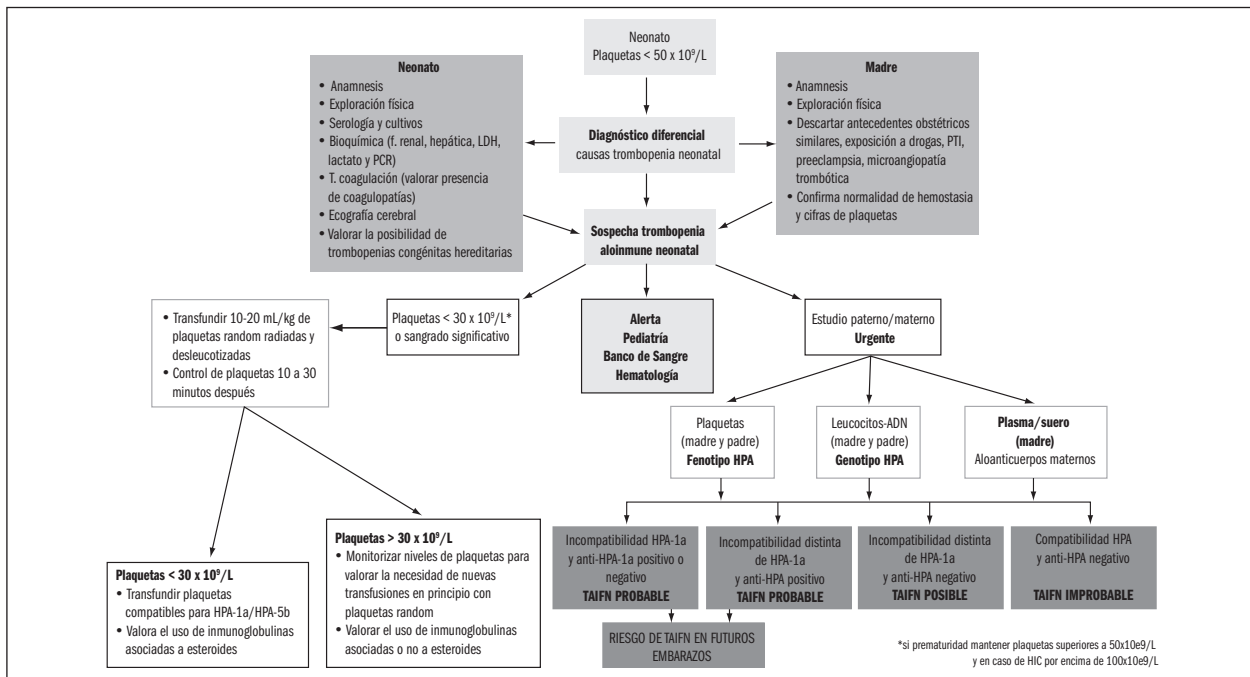 Neonato
Plaquetas < 50 x 10⁹/L
Neonato
• Anamnesis
• Exploración física
• Serología y cultivos
• Bioquímica (f. renal, hepática, LDH,
lactato y PCR)
• T. coagulación (valorar presencia
de coagulopatías)
• Ecografía cerebral
• Valorar la posibilidad de
trombopenias congénitas hereditarias
Diagnóstico diferencial
causas trombopenia neonatal
Madre
• Anamnesis
• Exploración física
• Descartar antecedentes obstétricos
similares, exposición a drogas, PTI,
preeclampsia, microangiopatía
trombótica
• Confirma normalidad de hemostasia
y cifras de plaquetas
Sospecha trombopenia
aloinmune neonatal
• Transfundir 10-20 mL/kg de
plaquetas random radiadas y
desleucotizadas
• Control de plaquetas 10 a 30
minutos después
Plaquetas < 30 x 10⁹/L*
o sangrado significativo
Alerta
Pediatría
Banco de Sangre
Hematología
Estudio paterno/materno
Urgente
Plaquetas
(madre y padre)
Fenotipo HPA
Leucocitos-ADN
(madre y padre)
Genotipo HPA
Plasma/suero
(madre)
Aloanticuerpos maternos
Plaquetas < 30 x 10⁹/L
• Transfundir plaquetas
compatibles para HPA-1a/HPA-5b
• Valora el uso de inmunoglobulinas
asociadas a esteroides
Plaquetas > 30 x 10⁹/L
• Monitorizar niveles de plaquetas para
valorar la necesidad de nuevas
transfusiones en principio con
plaquetas random
• Valorar el uso de inmunoglobulinas
asociadas o no a esteroides
Incompatibilidad HPA-1a
y anti-HPA-1a positivo o
negativo
TAIFN PROBABLE
Incompatibilidad distinta
de HPA-1a
y anti-HPA positivo
TAIFN PROBABLE
Incompatibilidad distinta
de HPA-1a
y anti-HPA negativo
TAIFN POSIBLE
Compatibilidad HPA
y anti-HPA negativo
TAIFN IMPROBABLE
RIESGO DE TAIFN EN FUTUROS
EMBARAZOS
*si prematuridad mantener plaquetas superiores a 50x10e9/L
y en caso de HIC por encima de 100x10e9/L